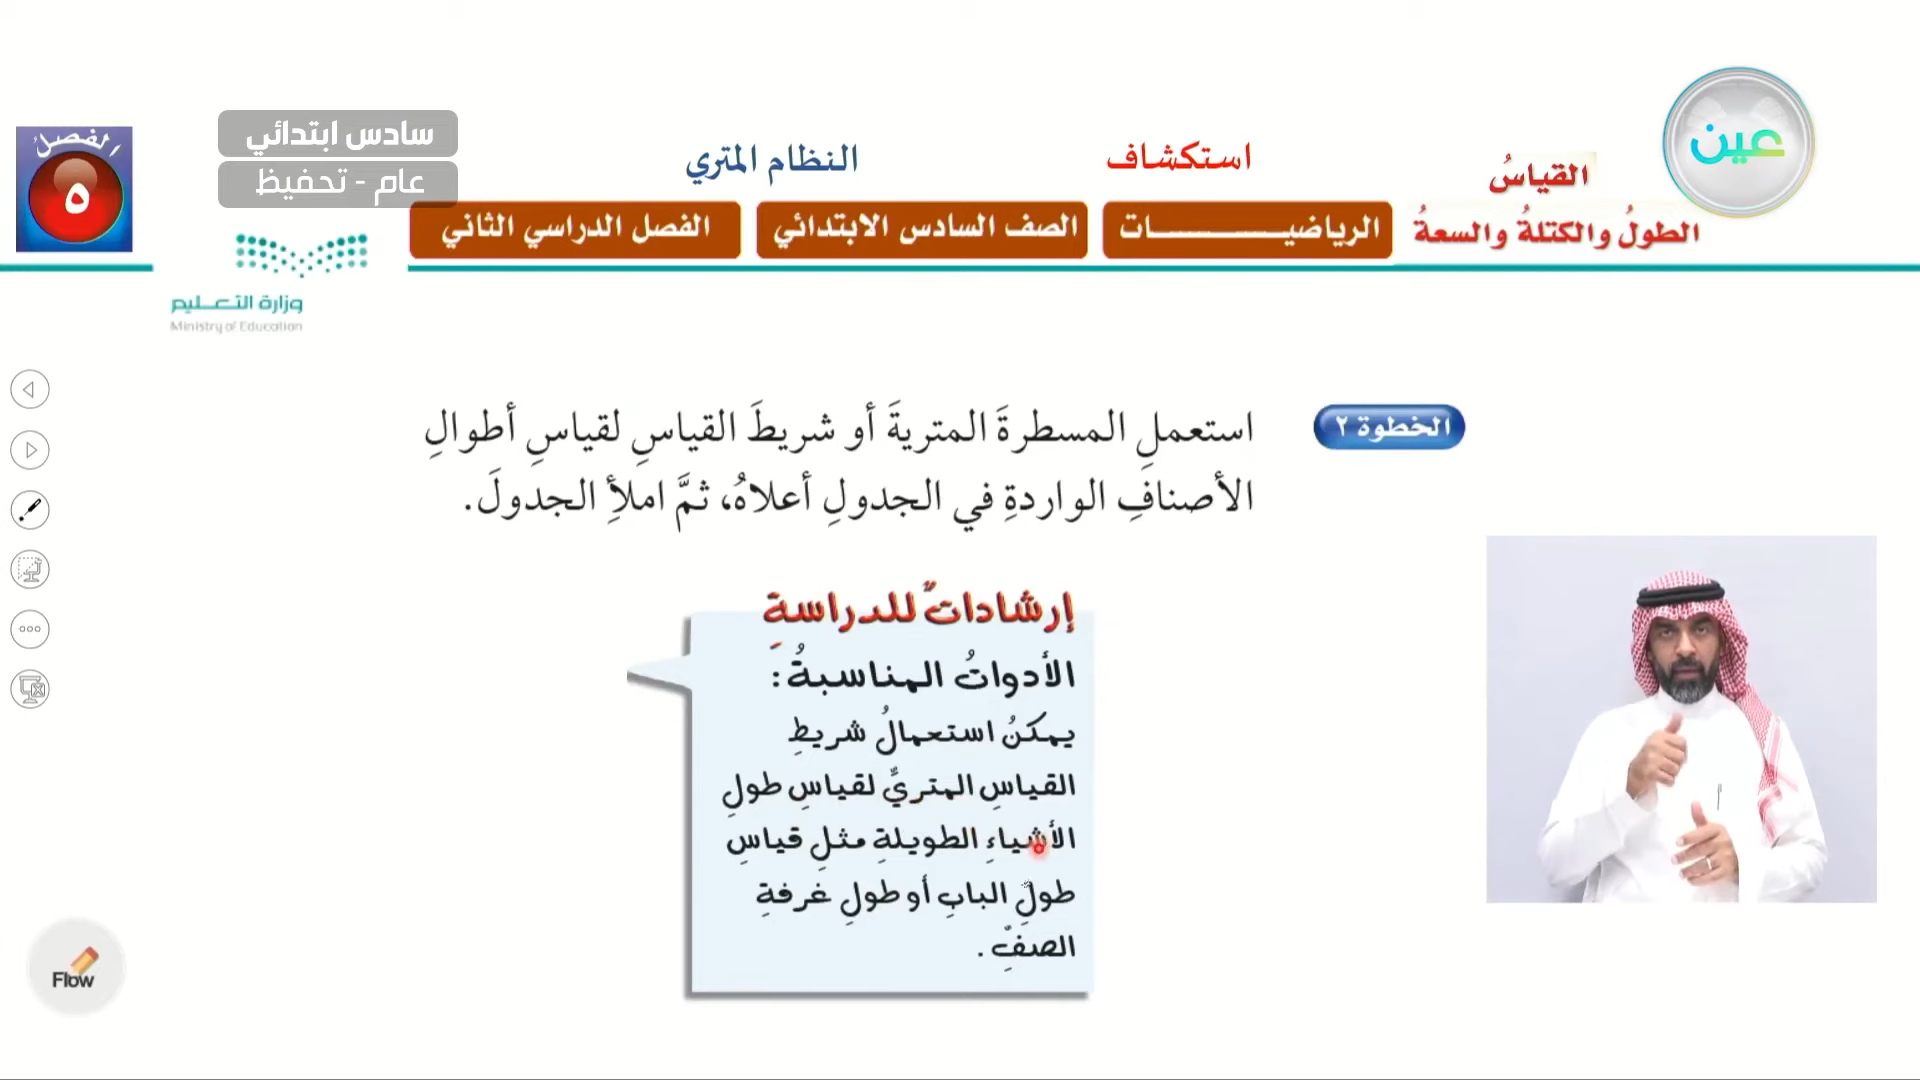 عين
القياسُ
الطولُ والكتلةُ والسعةُ
استكشاف
النظام المتري
سادس ابتدائي
عام - تحفيظ
الفصلُ
٥
الرياضيـــــــــات
الصف السادس الابتدائي
الفصل الدراسي الثاني
وزارة التعـــليم
Ministry of Education
الخطوة ٢
استعملِ المسطرةَ المتريةَ أو شريطَ القياسِ لقياسِ أطوالِ
الأصنافِ الواردةِ في الجدولِ أعلاهُ، ثمَّ املأِ الجدولَ.
إرشاداتٌ للدراسةِ
الأدواتُ المناسبةُ:
يمكنُ استعمالُ شريطِ
القياسِ المتريِّ لقياسِ طولِ
الأشياءِ الطويلةِ مثلِ قياسِ
طولِ البابِ أو طولِ غرفةِ
الصفِّ.
Flow